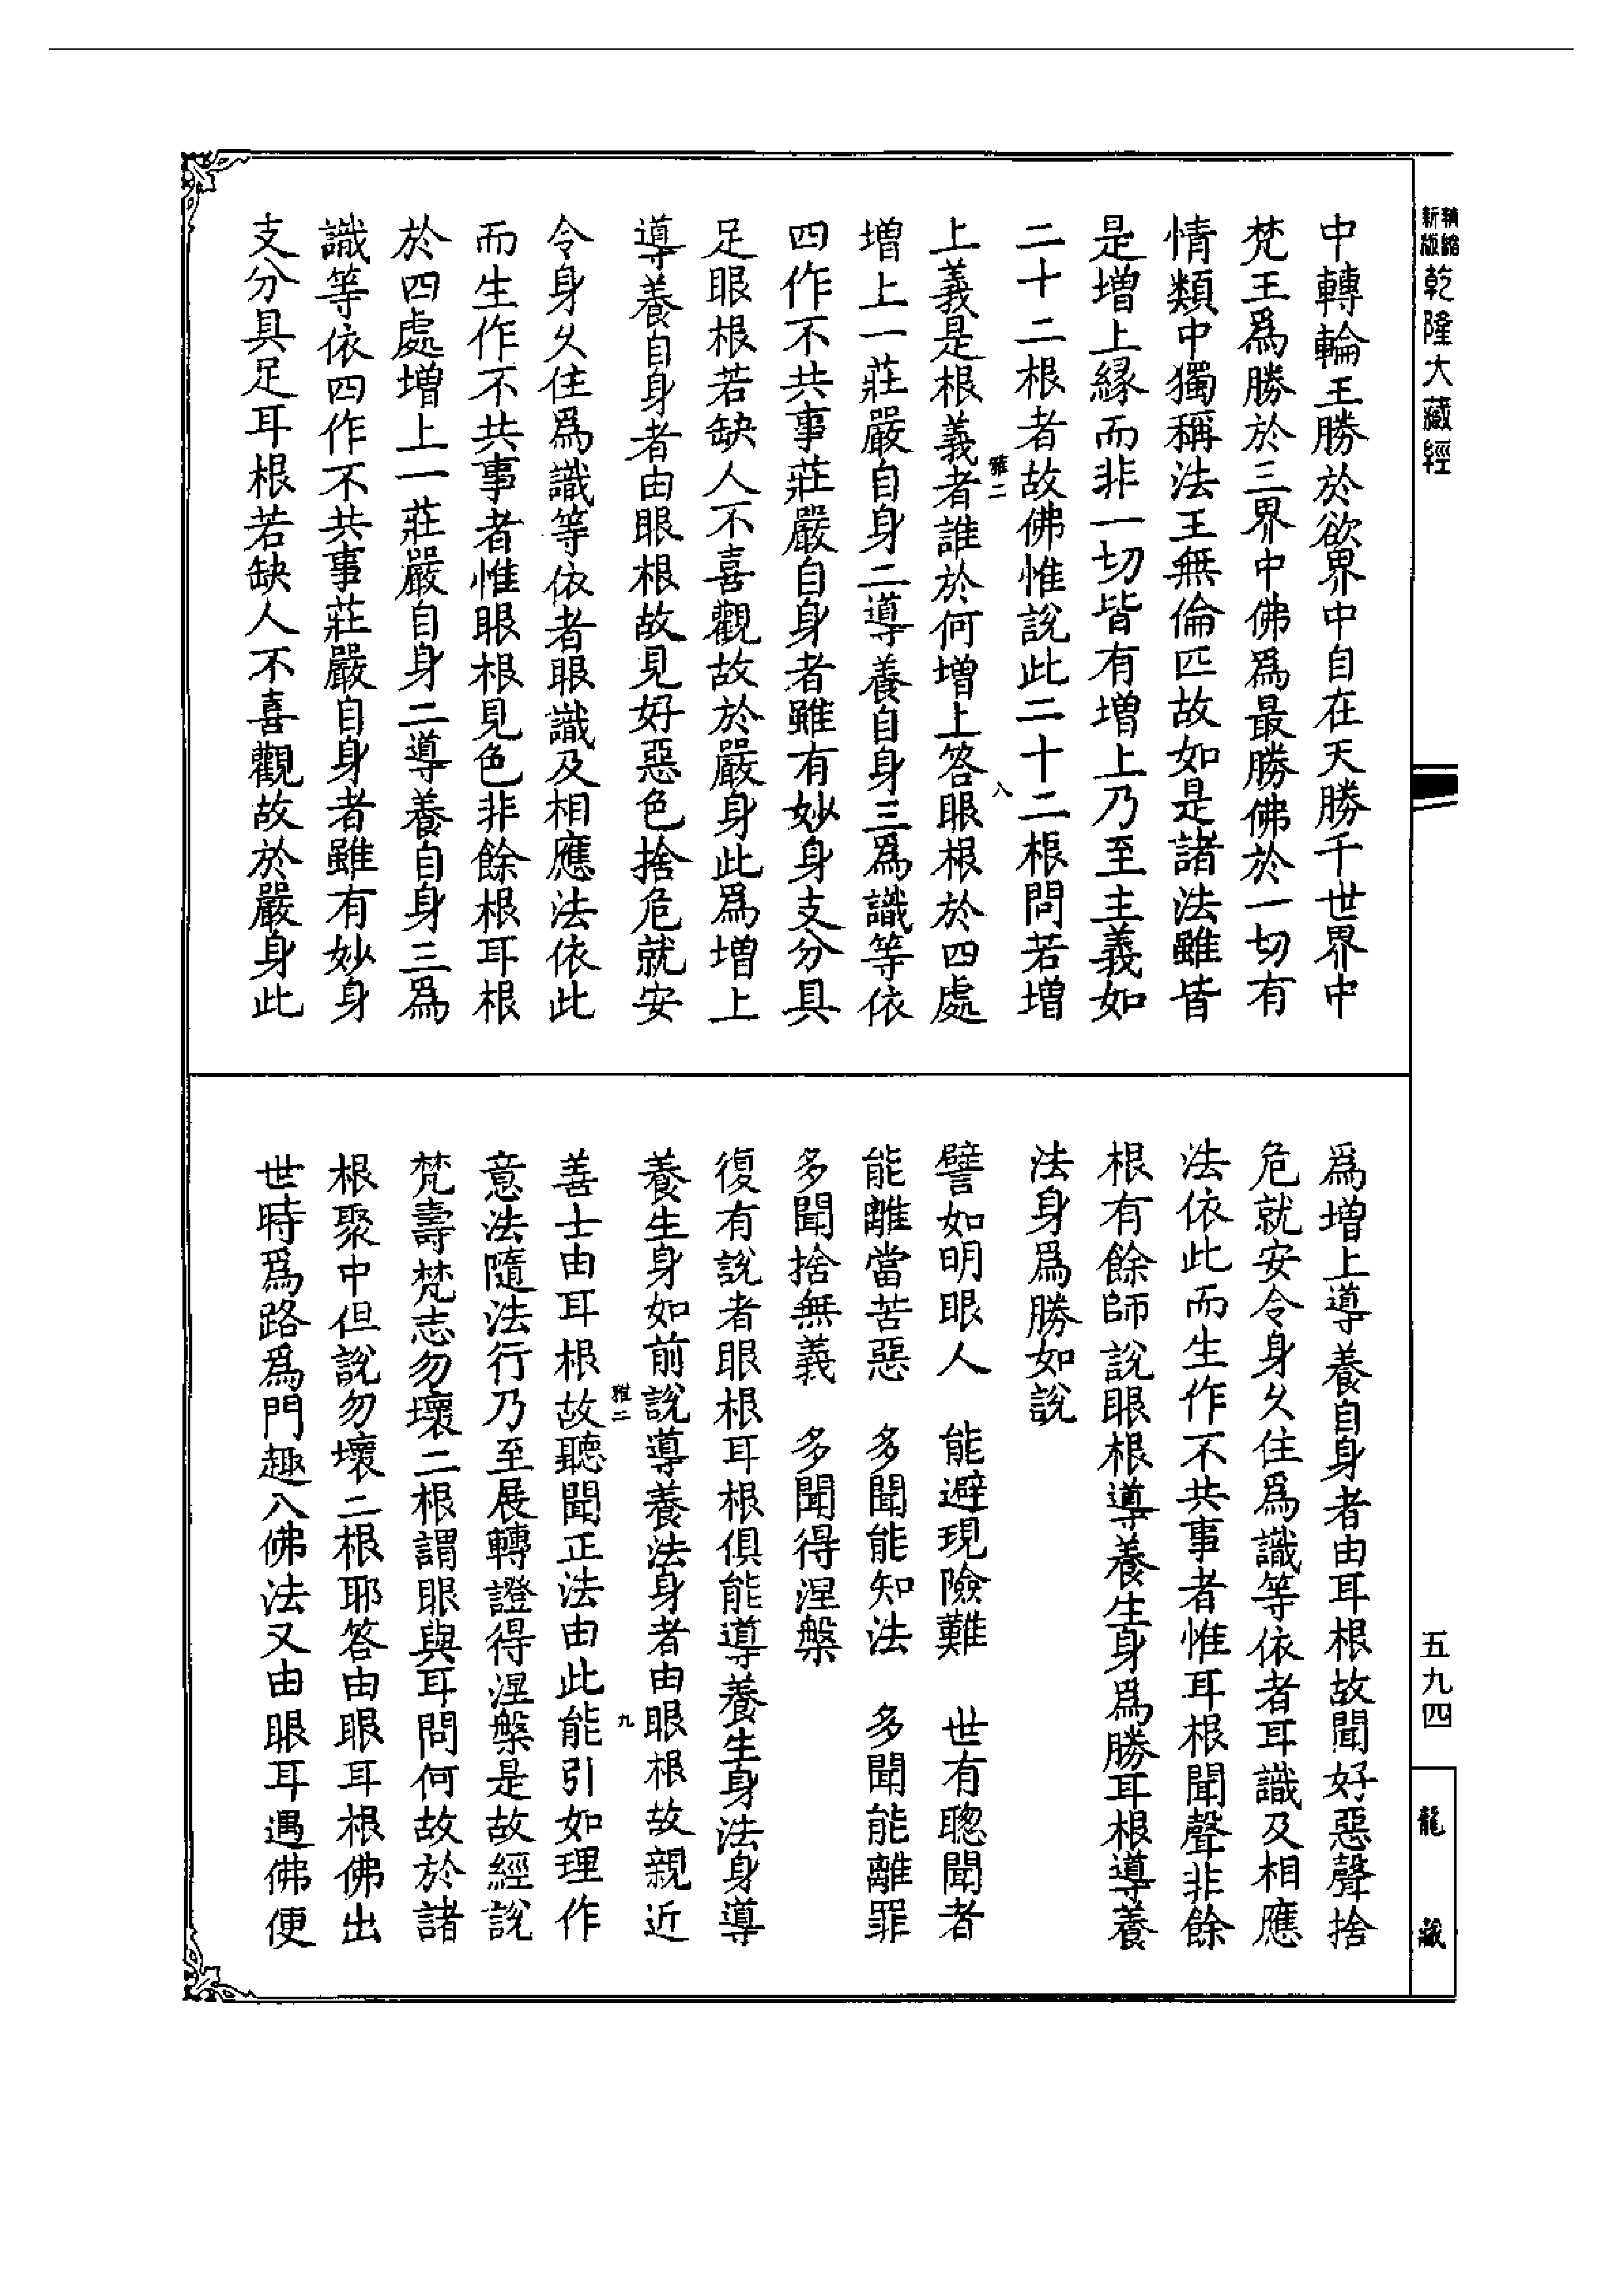 新縮
版編乾隆大藏經
中轉輪王勝於欲界中自在天勝千世界中
梵王爲勝於三界中佛爲最勝佛於一切有
情類中獨稱法王無倫匹故如是諸法雖皆
是增上緣而非一切皆有增上乃至主義如
二十二根者故佛惟說此二十二根問若增
雅二
八
上義是根義者誰於何增上答眼根於四處
增上一莊嚴自身二導養自身三爲識等依
四作不共事莊嚴自身者雖有妙身支分具
足眼根若缺人不喜觀故於嚴身此爲增上
導養自身者由眼根故見好惡色捨危就安
令身久住爲識等依者眼識及相應法依此
而生作不共事者惟眼根見色非餘根耳根
於四處增上一莊嚴自身二導養自身三爲
識等依四作不共事莊嚴自身者雖有妙身
支分具足耳根若缺人不喜觀故於嚴身此
爲增上導養自身者由耳根故聞好惡聲捨
危就安令身久住爲識等依者耳識及相應
法依此而生作不共事者惟耳根聞聲非餘
根有餘師說眼根導養生身爲勝耳根導養
法身爲勝如說
譬如明眼人　能避現險難　世有聰聞者
能離當苦惡　多聞能知法　多聞能離罪
多聞捨無義　多聞得涅槃
復有說者眼根耳根俱能導養生身法身導
養生身如前說導養法身者由眼根故親近
雅二
九
善士由耳根故聽聞正法由此能引如理作
意法隨法行乃至展轉證得涅槃是故經說
梵壽梵志勿壞二根謂眼與耳問何故於諸
根聚中但說勿壞二根耶答由眼耳根佛出
世時爲路爲門趣入佛法又由眼耳遇佛便
五九四
龍藏